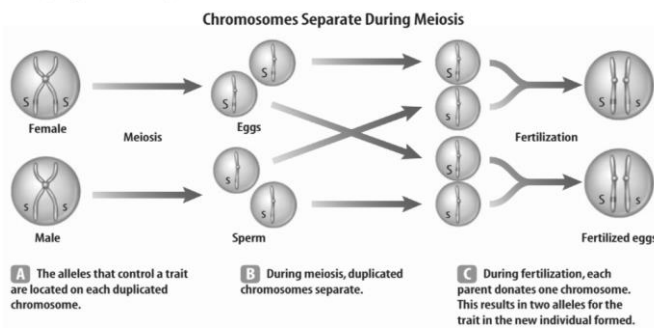 Chromosomes Separate During Meiosis
S S
Female
Meiosis
S
S
Eggs
S
s
Fertilization
S s
s s
Male
s
s
Sperm
S
s
S s
Fertilized eggs
A The alleles that control a trait
are located on each duplicated
chromosome.
B During meiosis, duplicated
chromosomes separate.
C During fertilization, each
parent donates one chromosome.
This results in two alleles for the
trait in the new individual formed.